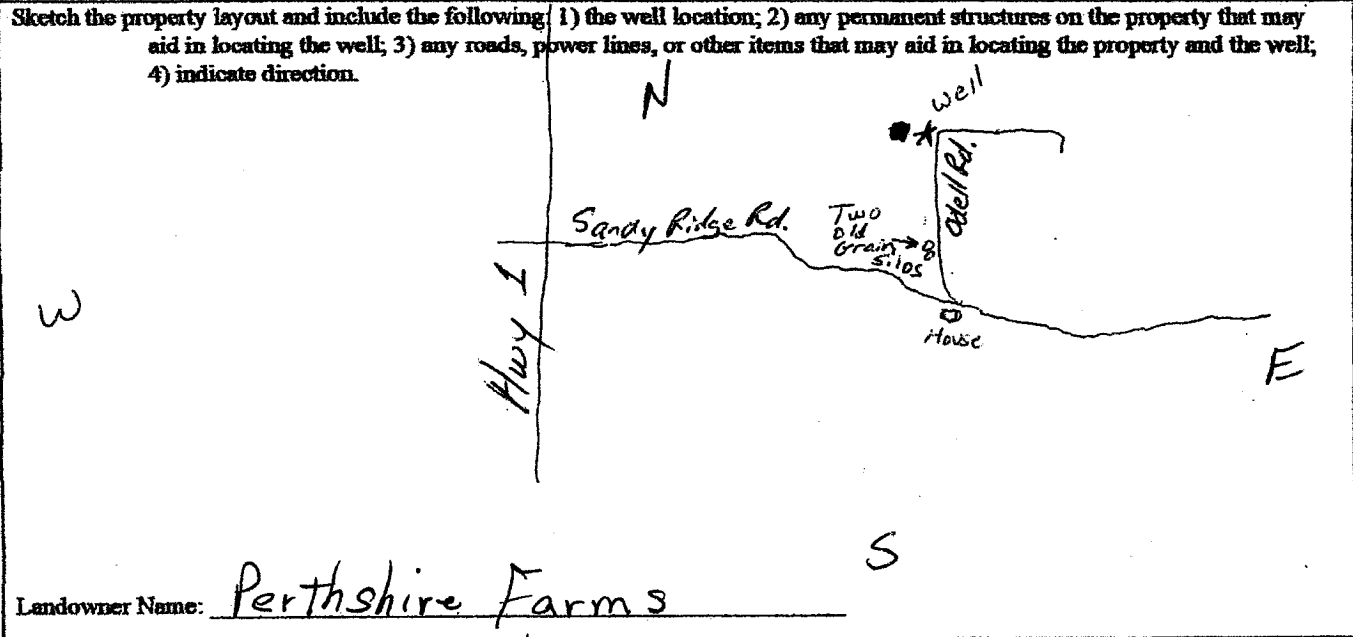 Sketch the property layout and include the following: 1) the well location; 2) any permanent structures on the property that may
aid in locating the well; 3) any roads, power lines, or other items that may aid in locating the property and the well;
4) indicate direction.
N
well
Odell Rd.
Sandy Ridge Rd.
Two
Old
Grain
Silos
W
Hwy 1
House
E
S
Landowner Name: Perthshire Farms